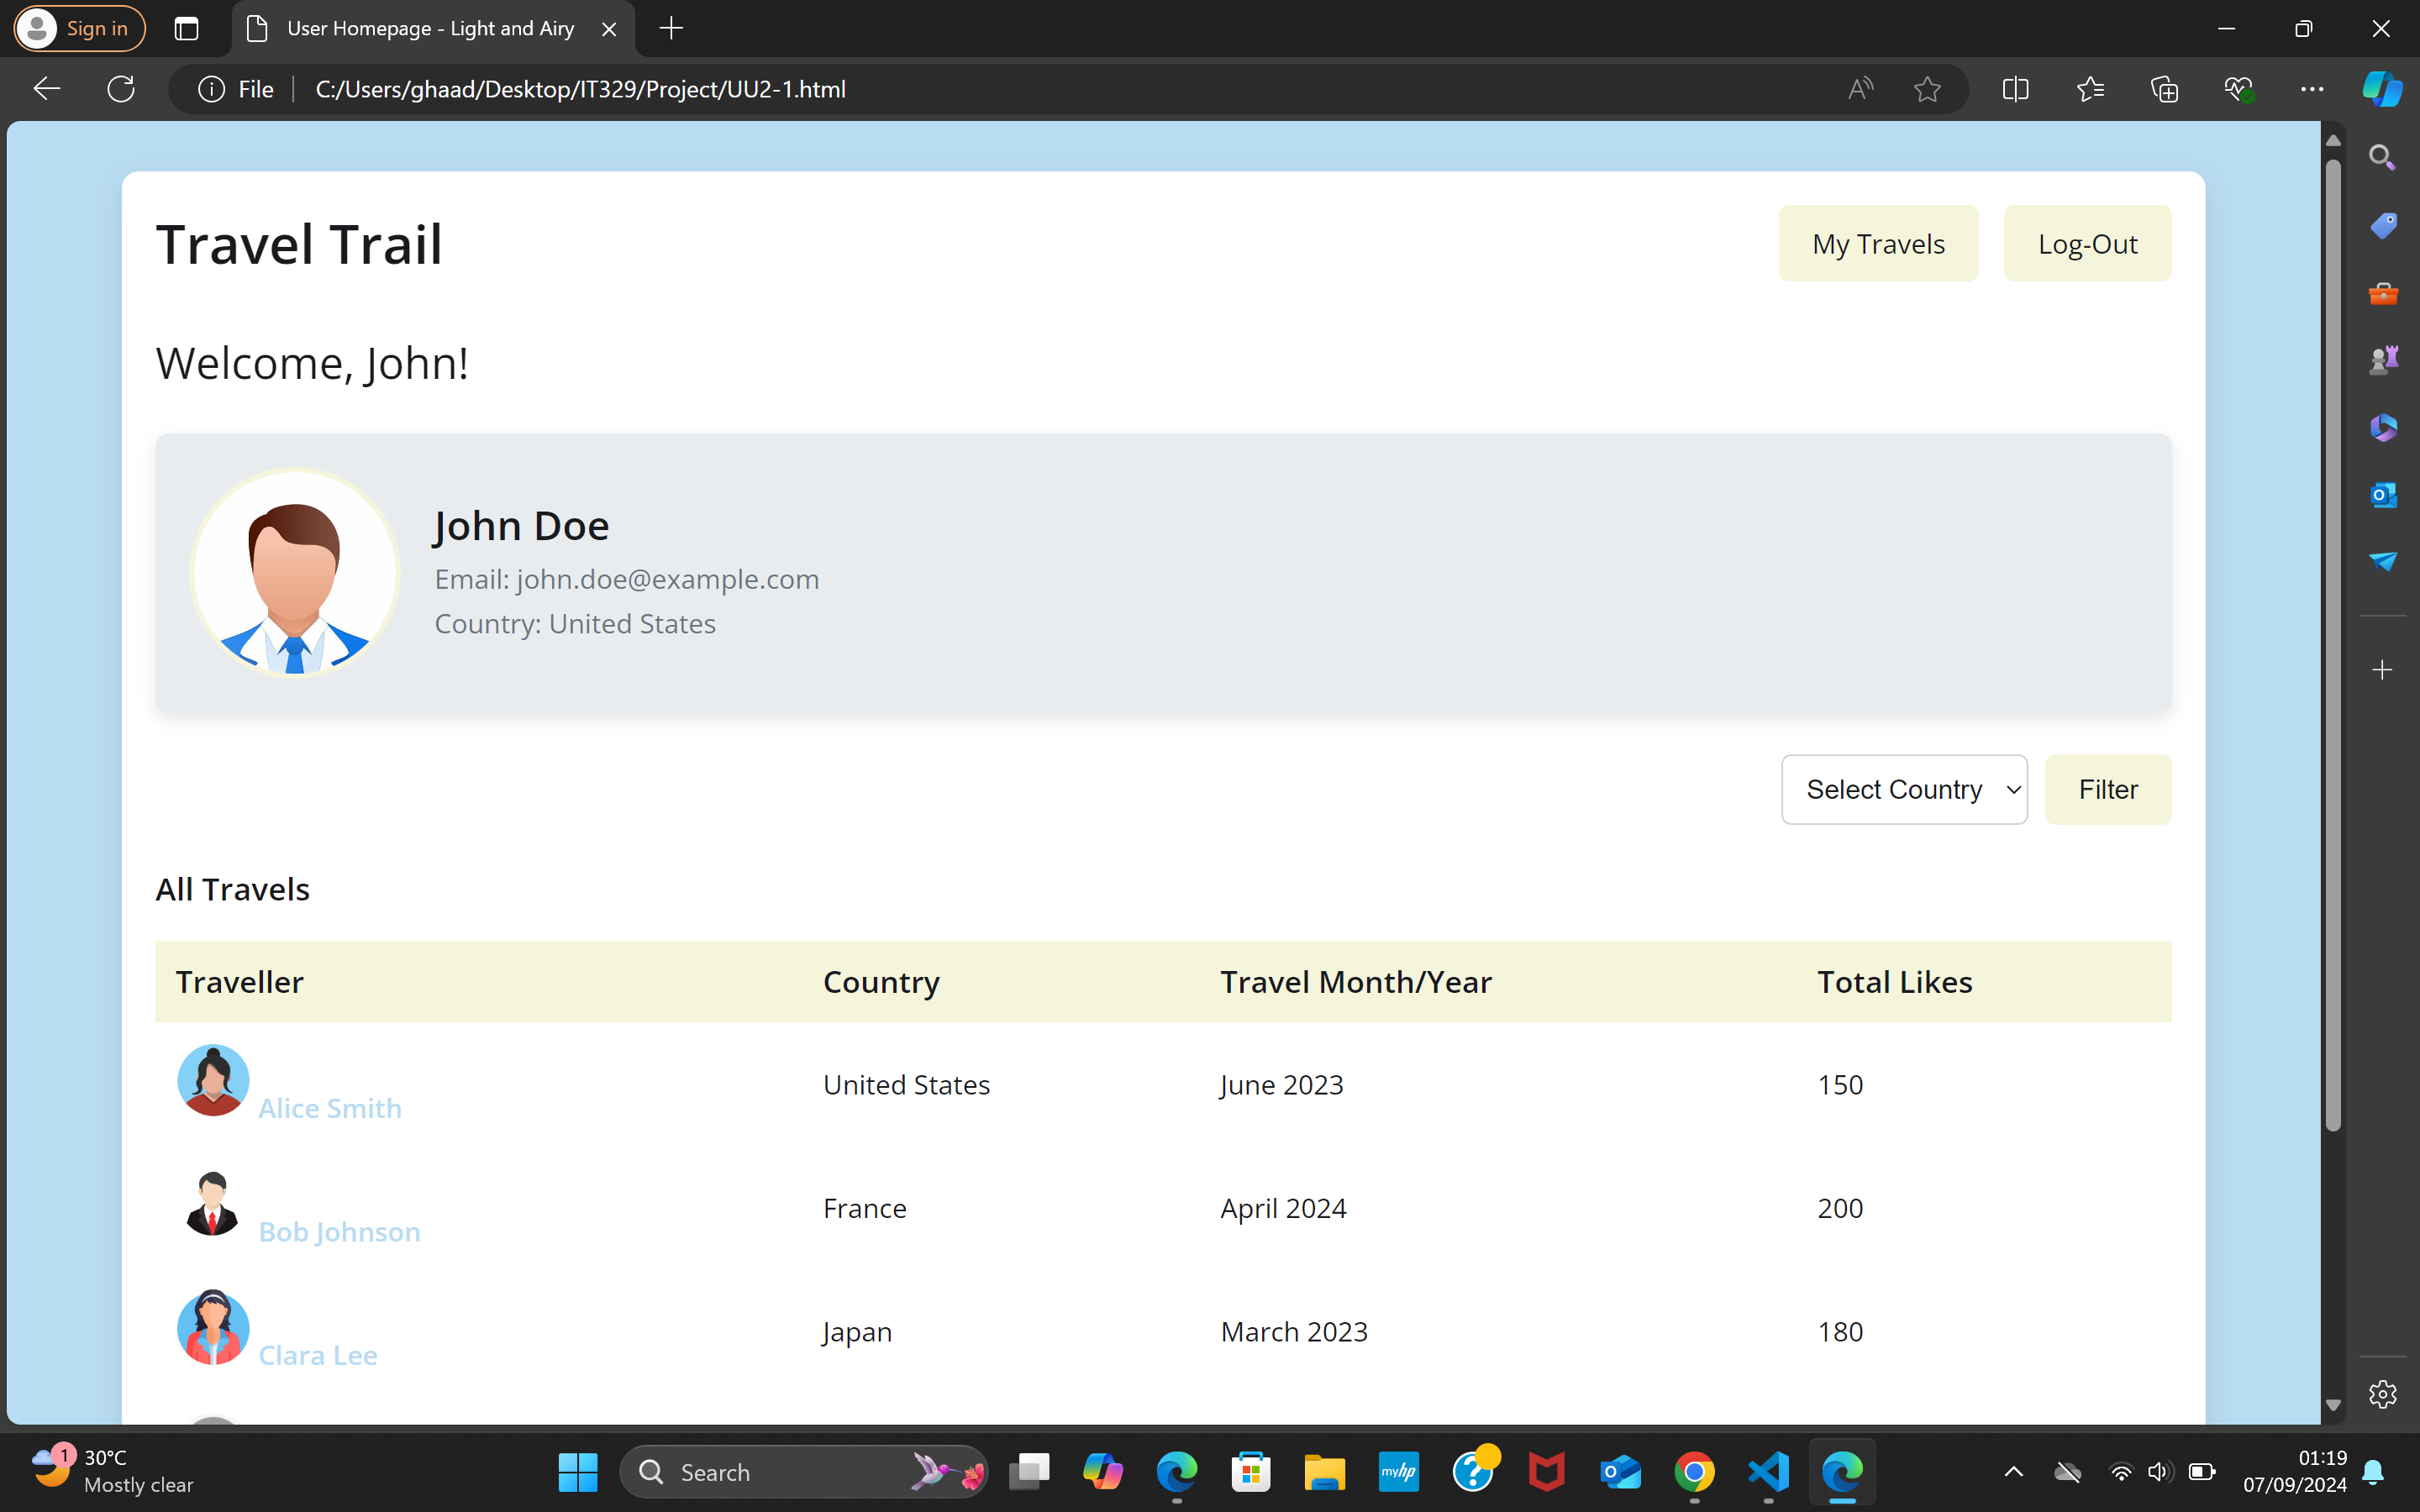 Sign in
User Homepage - Light and Airy
File
C:/Users/ghaad/Desktop/IT329/Project/UU2-1.html
Travel Trail
My Travels
Log-Out
Welcome, John!
John Doe
Email: john.doe@example.com
Country: United States
Select Country
Filter
All Travels
Traveller Country Travel Month/Year Total Likes
Alice Smith United States June 2023 150
Bob Johnson France April 2024 200
Clara Lee Japan March 2023 180
1
30°C
Mostly clear
Search
myhp
01:19
07/09/2024